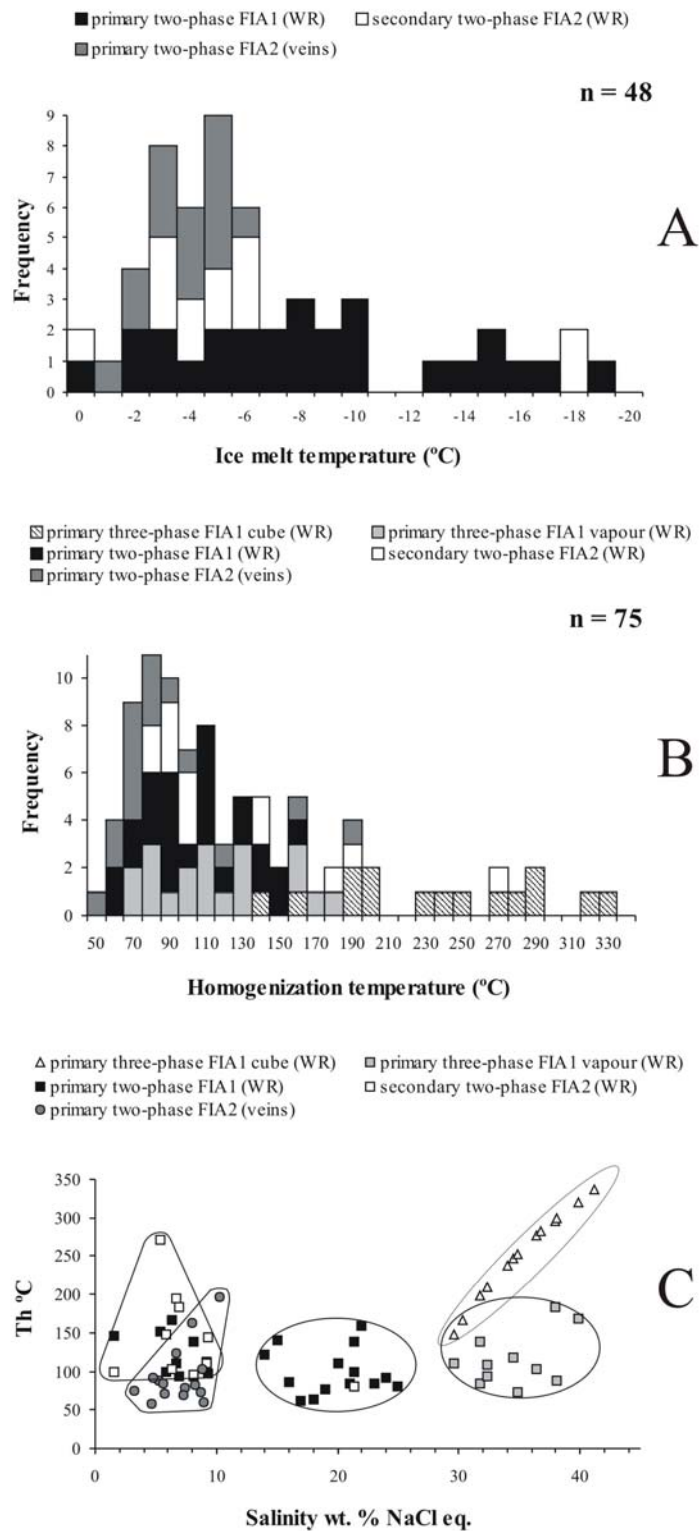 primary two-phase FIA1 (WR) secondary two-phase FIA2 (WR)
primary two-phase FIA2 (veins)
n = 48
9
8
7
6
5
4
3
2
1
0
Frequency
A
0 -2 -4 -6 -8 -10 -12 -14 -16 -18 -20
Ice melt temperature (ºC)
primary three-phase FIA1 cube (WR) primary three-phase FIA1 vapour (WR)
primary two-phase FIA1 (WR) secondary two-phase FIA2 (WR)
primary two-phase FIA2 (veins)
n = 75
10
8
6
4
2
0
Frequency
B
50 70 90 110 130 150 170 190 210 230 250 270 290 310 330
Homogenization temperature (ºC)
primary three-phase FIA1 cube (WR) primary three-phase FIA1 vapour (WR)
primary two-phase FIA1 (WR) secondary two-phase FIA2 (WR)
primary two-phase FIA2 (veins)
350
300
250
200
150
100
50
0
Th ºC
C
0 10 20 30 40
Salinity wt. % NaCl eq.